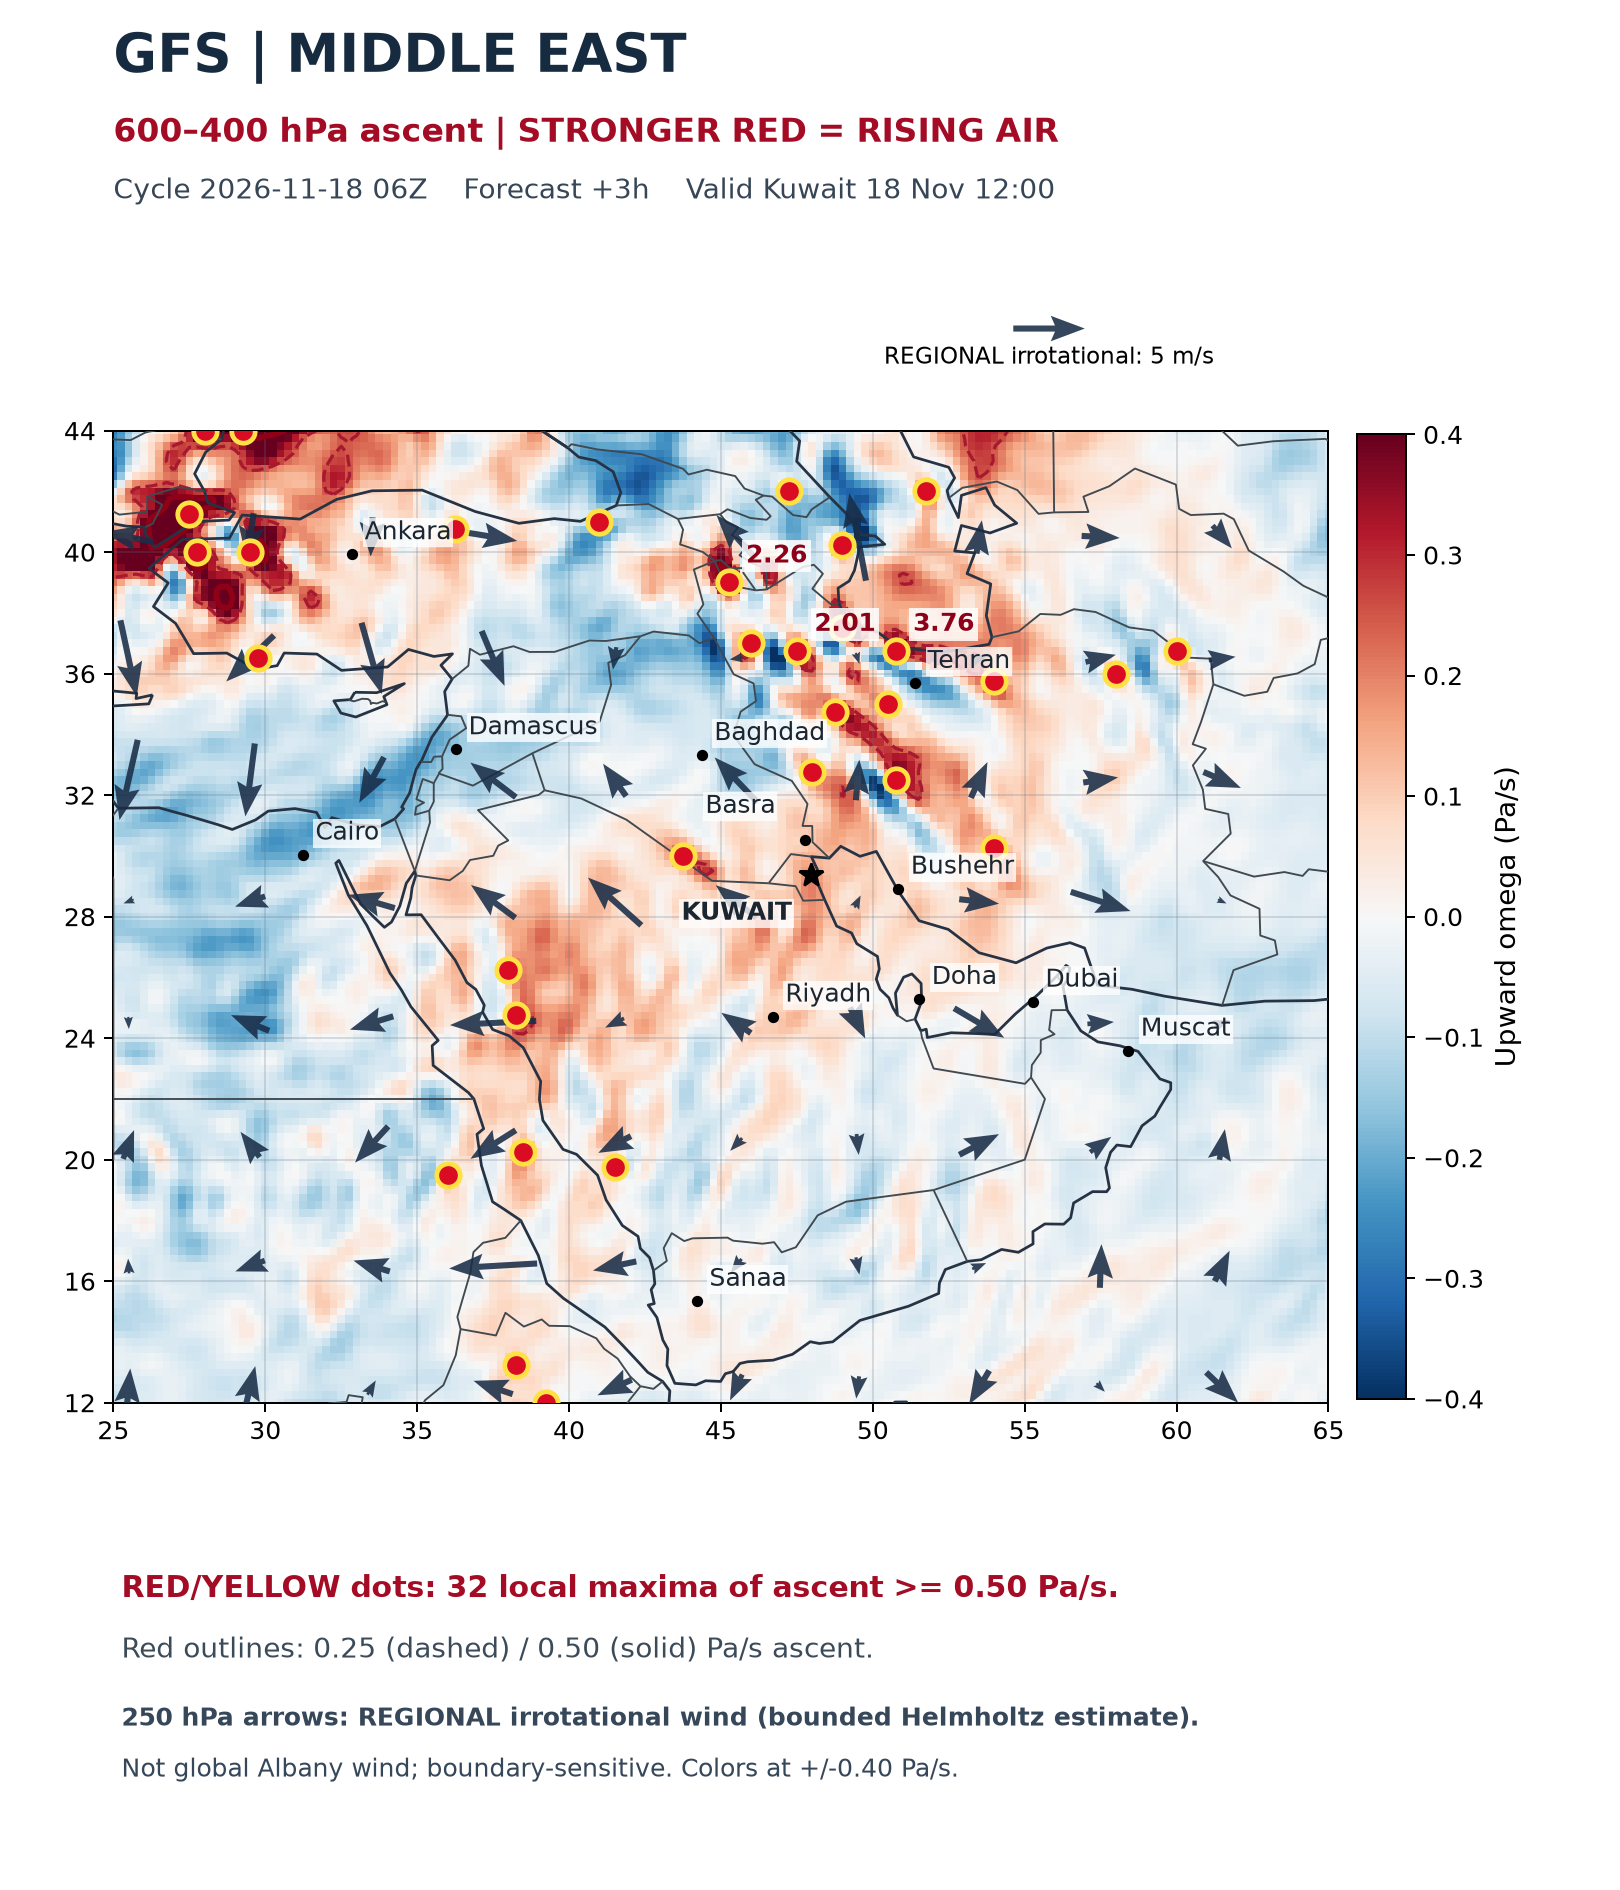 GFS | MIDDLE EAST
600–400 hPa ascent | STRONGER RED = RISING AIR
Cycle 2026-11-18 06Z    Forecast +3h    Valid Kuwait 18 Nov 12:00
REGIONAL irrotational: 5 m/s
44
40
36
32
28
24
20
16
12
25
30
35
40
45
50
55
60
65
Ankara
2.26
2.01
3.76
Tehran
Damascus
Baghdad
Basra
Cairo
Bushehr
KUWAIT
Riyadh
Doha
Dubai
Muscat
Sanaa
0.4
0.3
0.2
0.1
0.0
−0.1
−0.2
−0.3
−0.4
Upward omega (Pa/s)
RED/YELLOW dots: 32 local maxima of ascent >= 0.50 Pa/s.
Red outlines: 0.25 (dashed) / 0.50 (solid) Pa/s ascent.
250 hPa arrows: REGIONAL irrotational wind (bounded Helmholtz estimate).
Not global Albany wind; boundary-sensitive. Colors at +/-0.40 Pa/s.